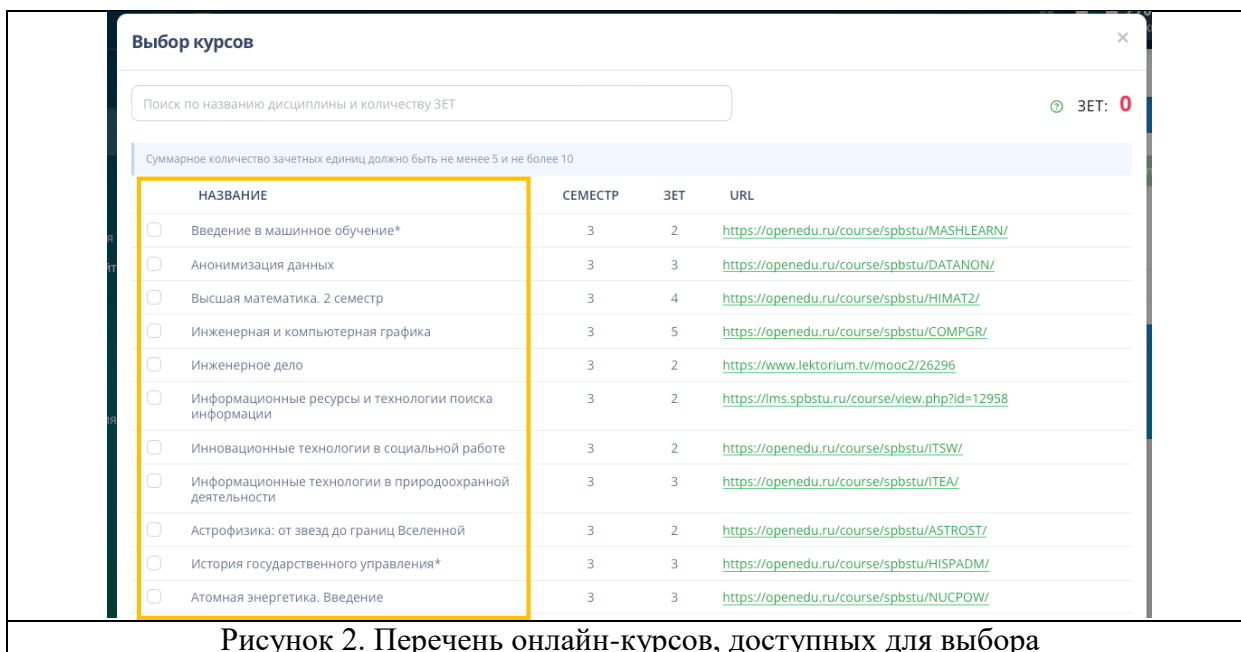 Выбор курсов ×
Поиск по названию дисциплины и количеству ЗЕТ
ЗЕТ: 0
Суммарное количество зачетных единиц должно быть не менее 5 и не более 10
НАЗВАНИЕ СЕМЕСТР ЗЕТ URL
Введение в машинное обучение* 3 2 https://openedu.ru/course/spbstu/MASHLEARN/
Анонимизация данных 3 3 https://openedu.ru/course/spbstu/DATANON/
Высшая математика. 2 семестр 3 4 https://openedu.ru/course/spbstu/HIMAT2/
Инженерная и компьютерная графика 3 5 https://openedu.ru/course/spbstu/COMPGR/
Инженерное дело 3 2 https://www.lektorium.tv/mooc2/26296
Информационные ресурсы и технологии поиска 3 2 https://lms.spbstu.ru/course/view.php?id=12958
информации
Инновационные технологии в социальной работе 3 2 https://openedu.ru/course/spbstu/ITSW/
Информационные технологии в природоохранной 3 3 https://openedu.ru/course/spbstu/ITEA/
деятельности
Астрофизика: от звезд до границ Вселенной 3 2 https://openedu.ru/course/spbstu/ASTROST/
История государственного управления* 3 3 https://openedu.ru/course/spbstu/HISPADM/
Атомная энергетика. Введение 3 3 https://openedu.ru/course/spbstu/NUCPOW/
Рисунок 2. Перечень онлайн-курсов, доступных для выбора